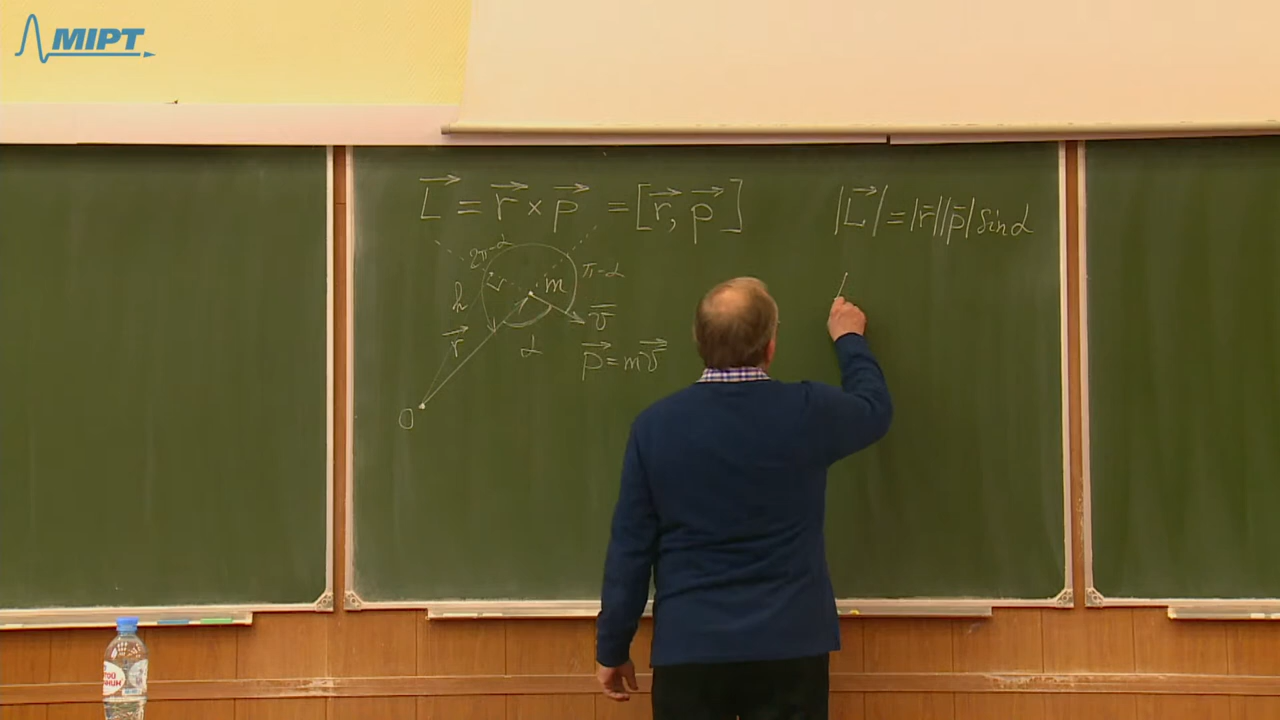 MIPT
L⃗ = r⃗ × p⃗ = [r⃗, p⃗]
|L⃗| = |r̄||p̄| sin α
2π-α
π-α
m
h
v̄
r⃗
α
p⃗ = mv⃗
O